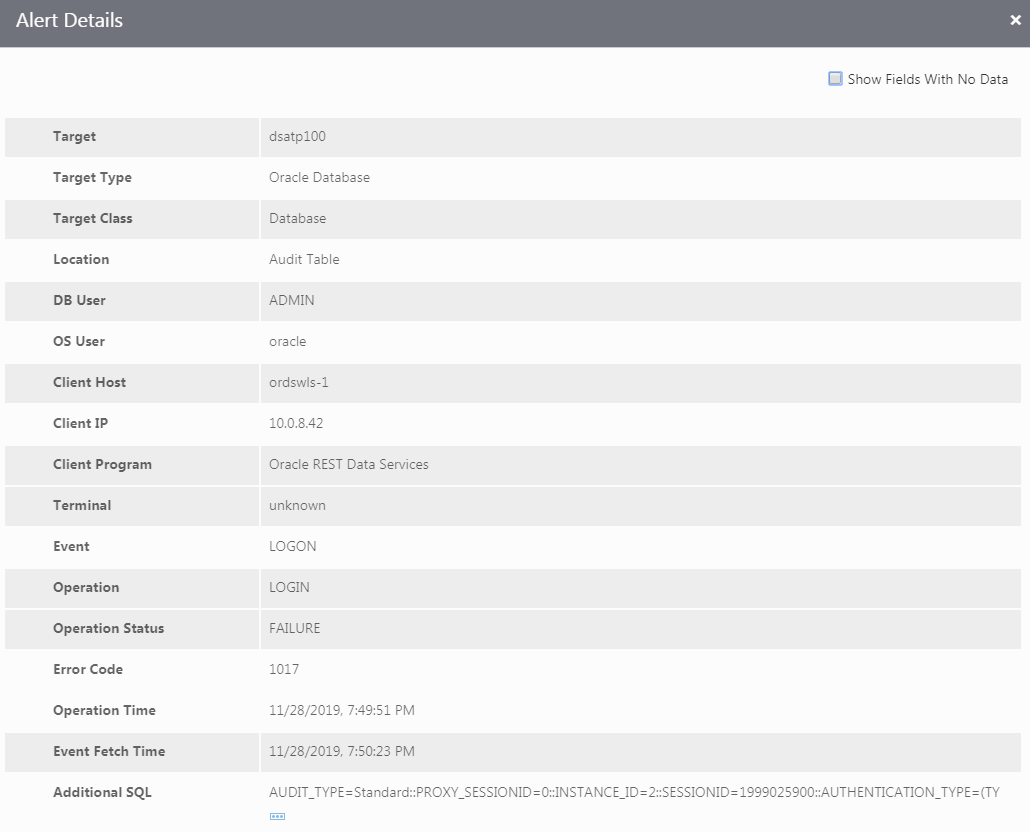 Alert Details ×
Show Fields With No Data
Target dsatp100
Target Type Oracle Database
Target Class Database
Location Audit Table
DB User ADMIN
OS User oracle
Client Host ordswls-1
Client IP 10.0.8.42
Client Program Oracle REST Data Services
Terminal unknown
Event LOGON
Operation LOGIN
Operation Status FAILURE
Error Code 1017
Operation Time 11/28/2019, 7:49:51 PM
Event Fetch Time 11/28/2019, 7:50:23 PM
Additional SQL AUDIT_TYPE=Standard::PROXY_SESSIONID=0::INSTANCE_ID=2::SESSIONID=1999025900::AUTHENTICATION_TYPE=(TY